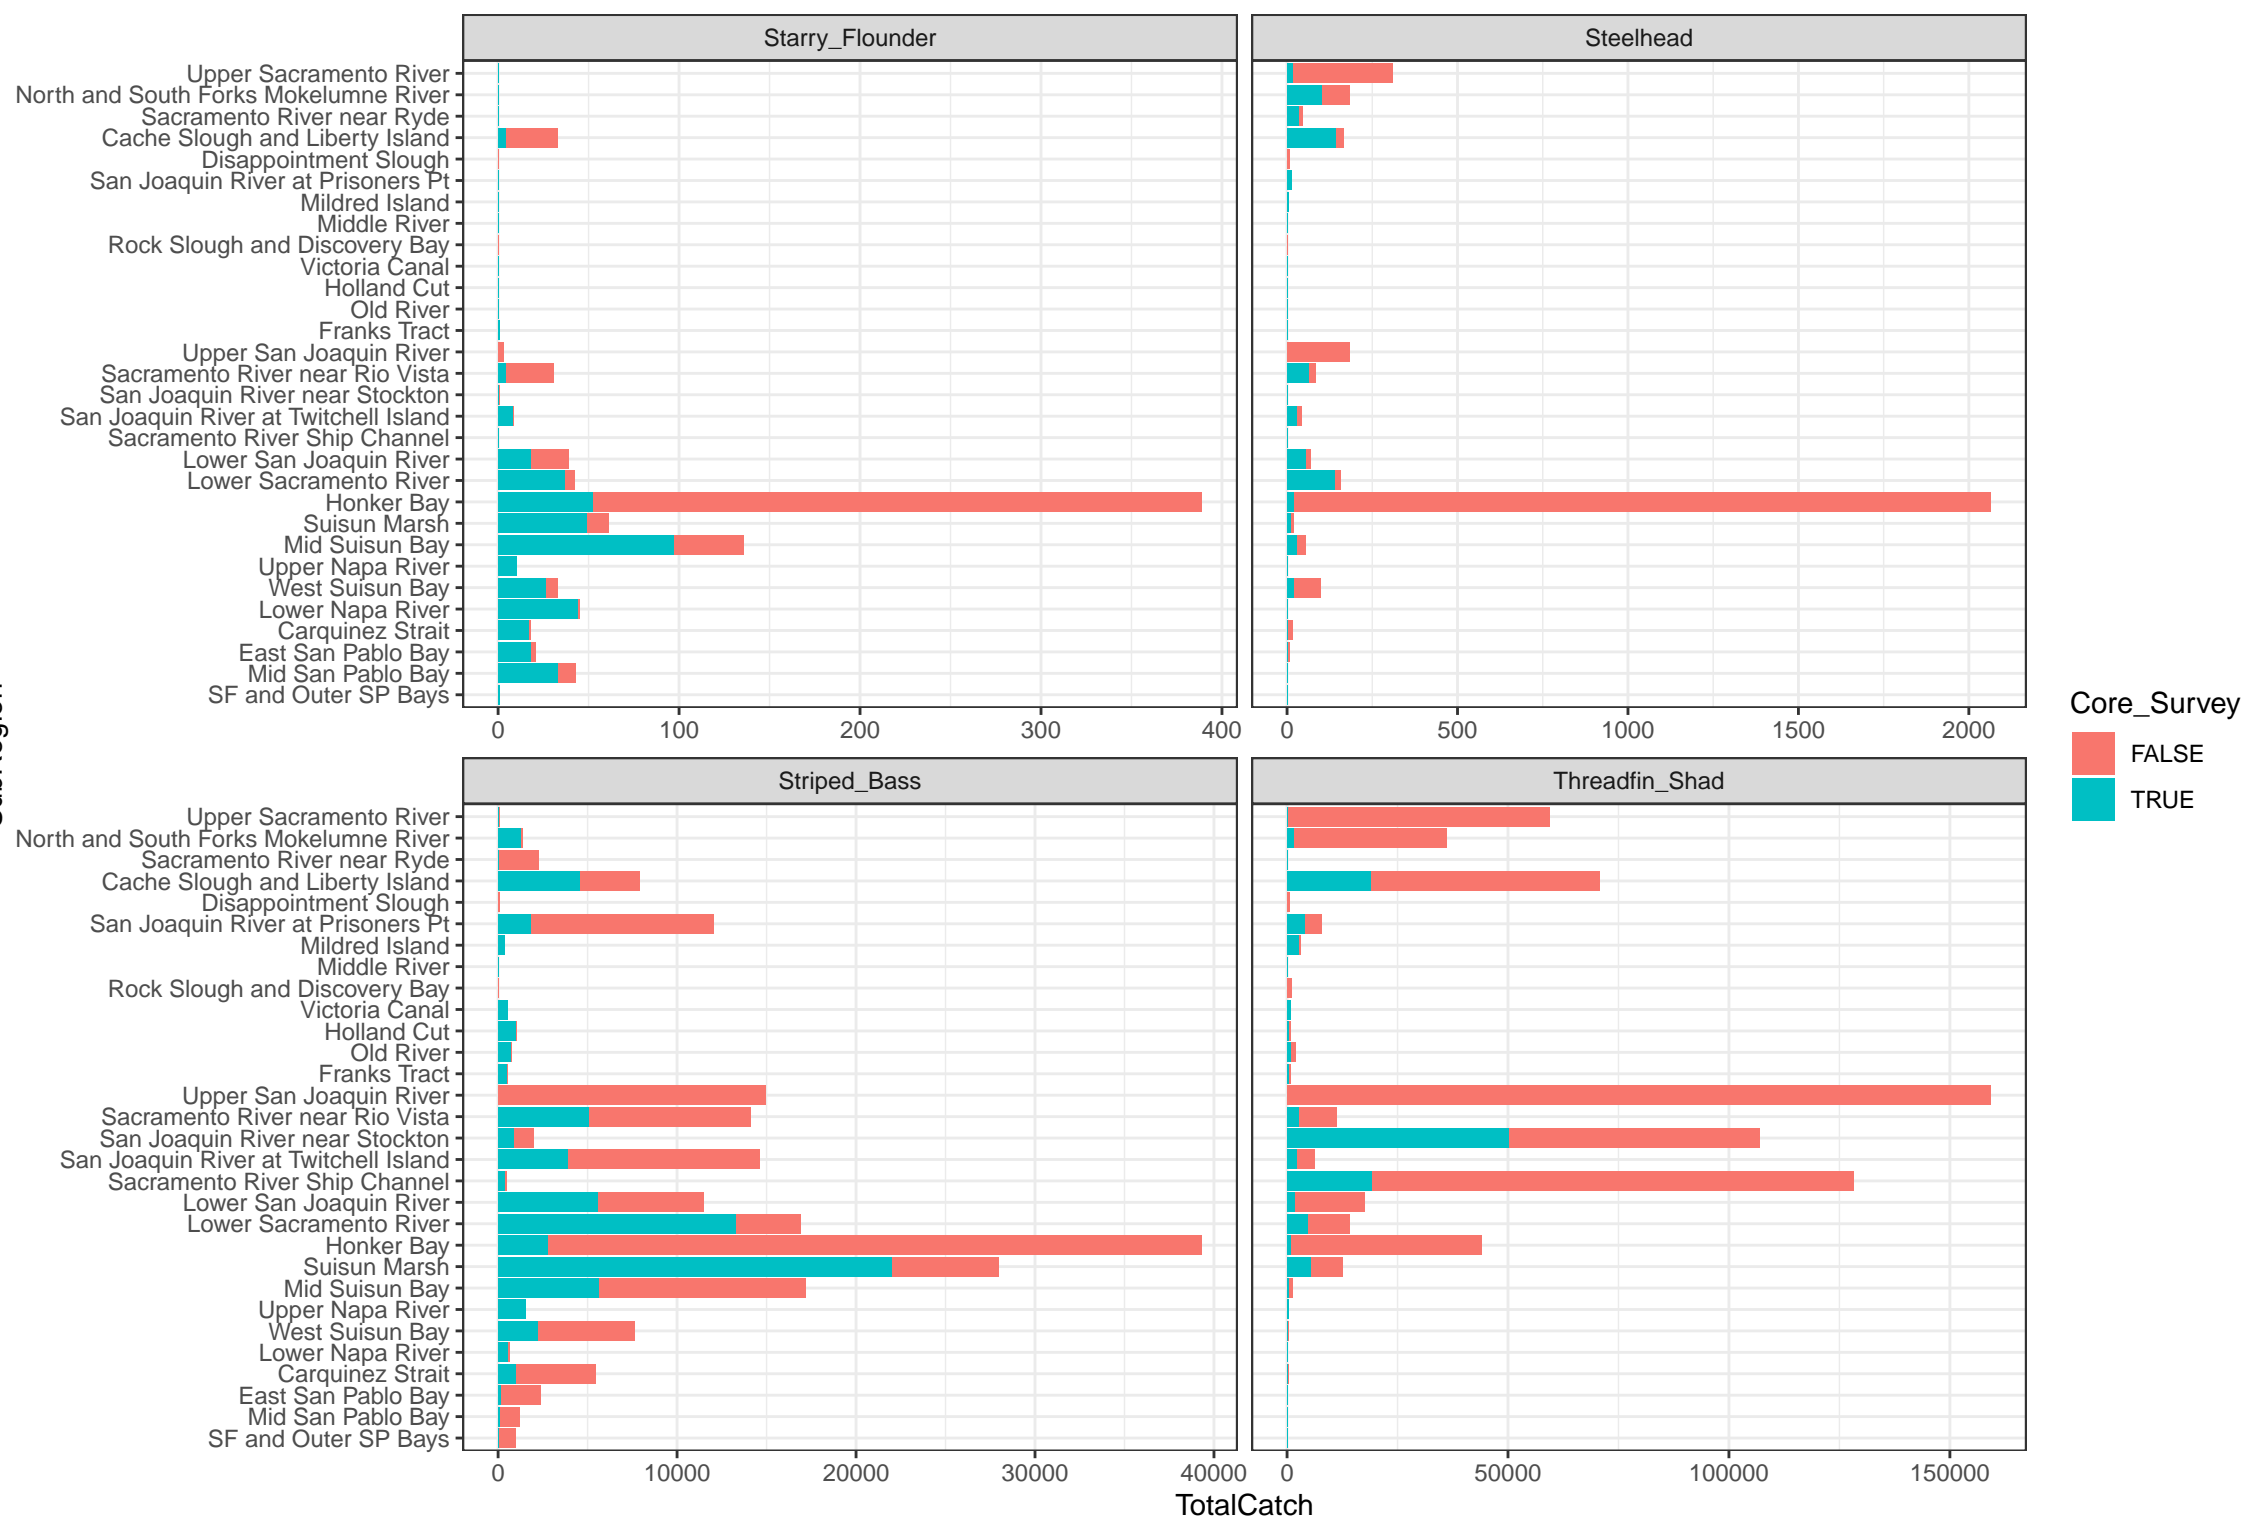 Starry_Flounder
Steelhead
Upper Sacramento River
North and South Forks Mokelumne River
Sacramento River near Ryde
Cache Slough and Liberty Island
Disappointment Slough
San Joaquin River at Prisoners Pt
Mildred Island
Middle River
Rock Slough and Discovery Bay
Victoria Canal
Holland Cut
Old River
Franks Tract
Upper San Joaquin River
Sacramento River near Rio Vista
San Joaquin River near Stockton
San Joaquin River at Twitchell Island
Sacramento River Ship Channel
Lower San Joaquin River
Lower Sacramento River
Honker Bay
Suisun Marsh
Mid Suisun Bay
Upper Napa River
West Suisun Bay
Lower Napa River
Carquinez Strait
East San Pablo Bay
Mid San Pablo Bay
SF and Outer SP Bays
0 100 200 300 400
0 500 1000 1500 2000
Striped_Bass
Threadfin_Shad
Upper Sacramento River
North and South Forks Mokelumne River
Sacramento River near Ryde
Cache Slough and Liberty Island
Disappointment Slough
San Joaquin River at Prisoners Pt
Mildred Island
Middle River
Rock Slough and Discovery Bay
Victoria Canal
Holland Cut
Old River
Franks Tract
Upper San Joaquin River
Sacramento River near Rio Vista
San Joaquin River near Stockton
San Joaquin River at Twitchell Island
Sacramento River Ship Channel
Lower San Joaquin River
Lower Sacramento River
Honker Bay
Suisun Marsh
Mid Suisun Bay
Upper Napa River
West Suisun Bay
Lower Napa River
Carquinez Strait
East San Pablo Bay
Mid San Pablo Bay
SF and Outer SP Bays
0 10000 20000 30000 40000
0 50000 100000 150000
TotalCatch
Core_Survey
FALSE
TRUE